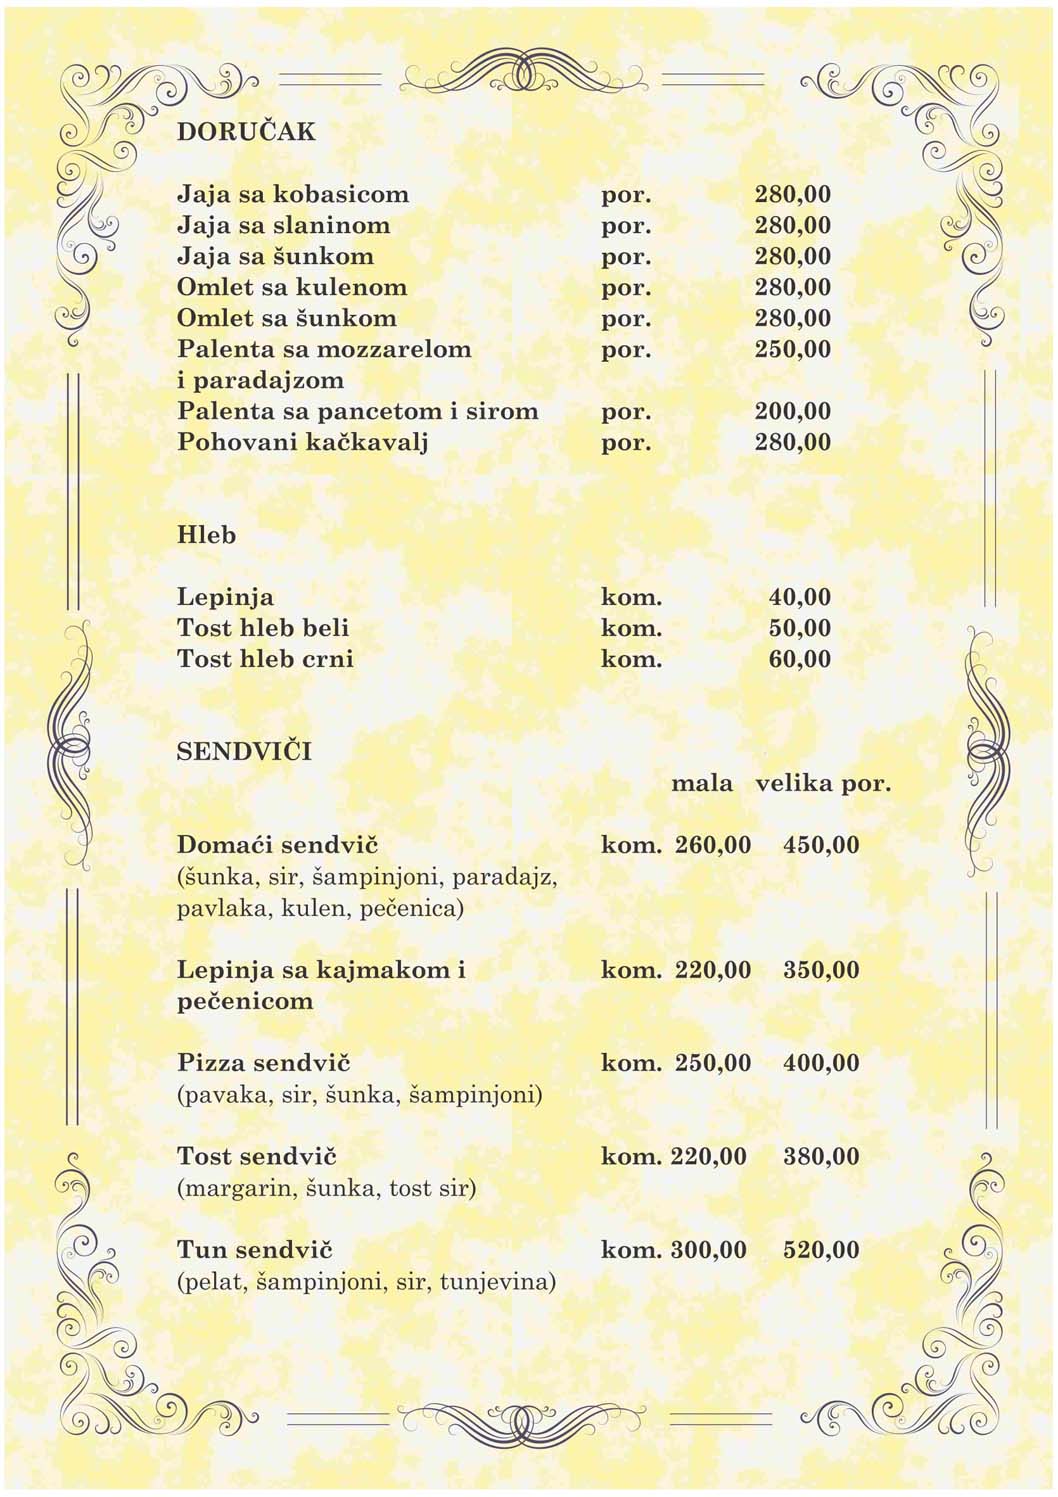 DORUČAK
Jaja sa kobasicom por. 280,00
Jaja sa slaninom por. 280,00
Jaja sa šunkom por. 280,00
Omlet sa kulenom por. 280,00
Omlet sa šunkom por. 280,00
Palenta sa mozzarelom por. 250,00
i paradajzom
Palenta sa pancetom i sirom por. 200,00
Pohovani kačkavalj por. 280,00
Hleb
Lepinja kom. 40,00
Tost hleb beli kom. 50,00
Tost hleb crni kom. 60,00
SENDVIČI
mala velika por.
Domaći sendvič kom. 260,00 450,00
(šunka, sir, šampinjoni, paradajz,
pavlaka, kulen, pečenica)
Lepinja sa kajmakom i kom. 220,00 350,00
pečenicom
Pizza sendvič kom. 250,00 400,00
(pavaka, sir, šunka, šampinjoni)
Tost sendvič kom. 220,00 380,00
(margarin, šunka, tost sir)
Tun sendvič kom. 300,00 520,00
(pelat, šampinjoni, sir, tunjevina)